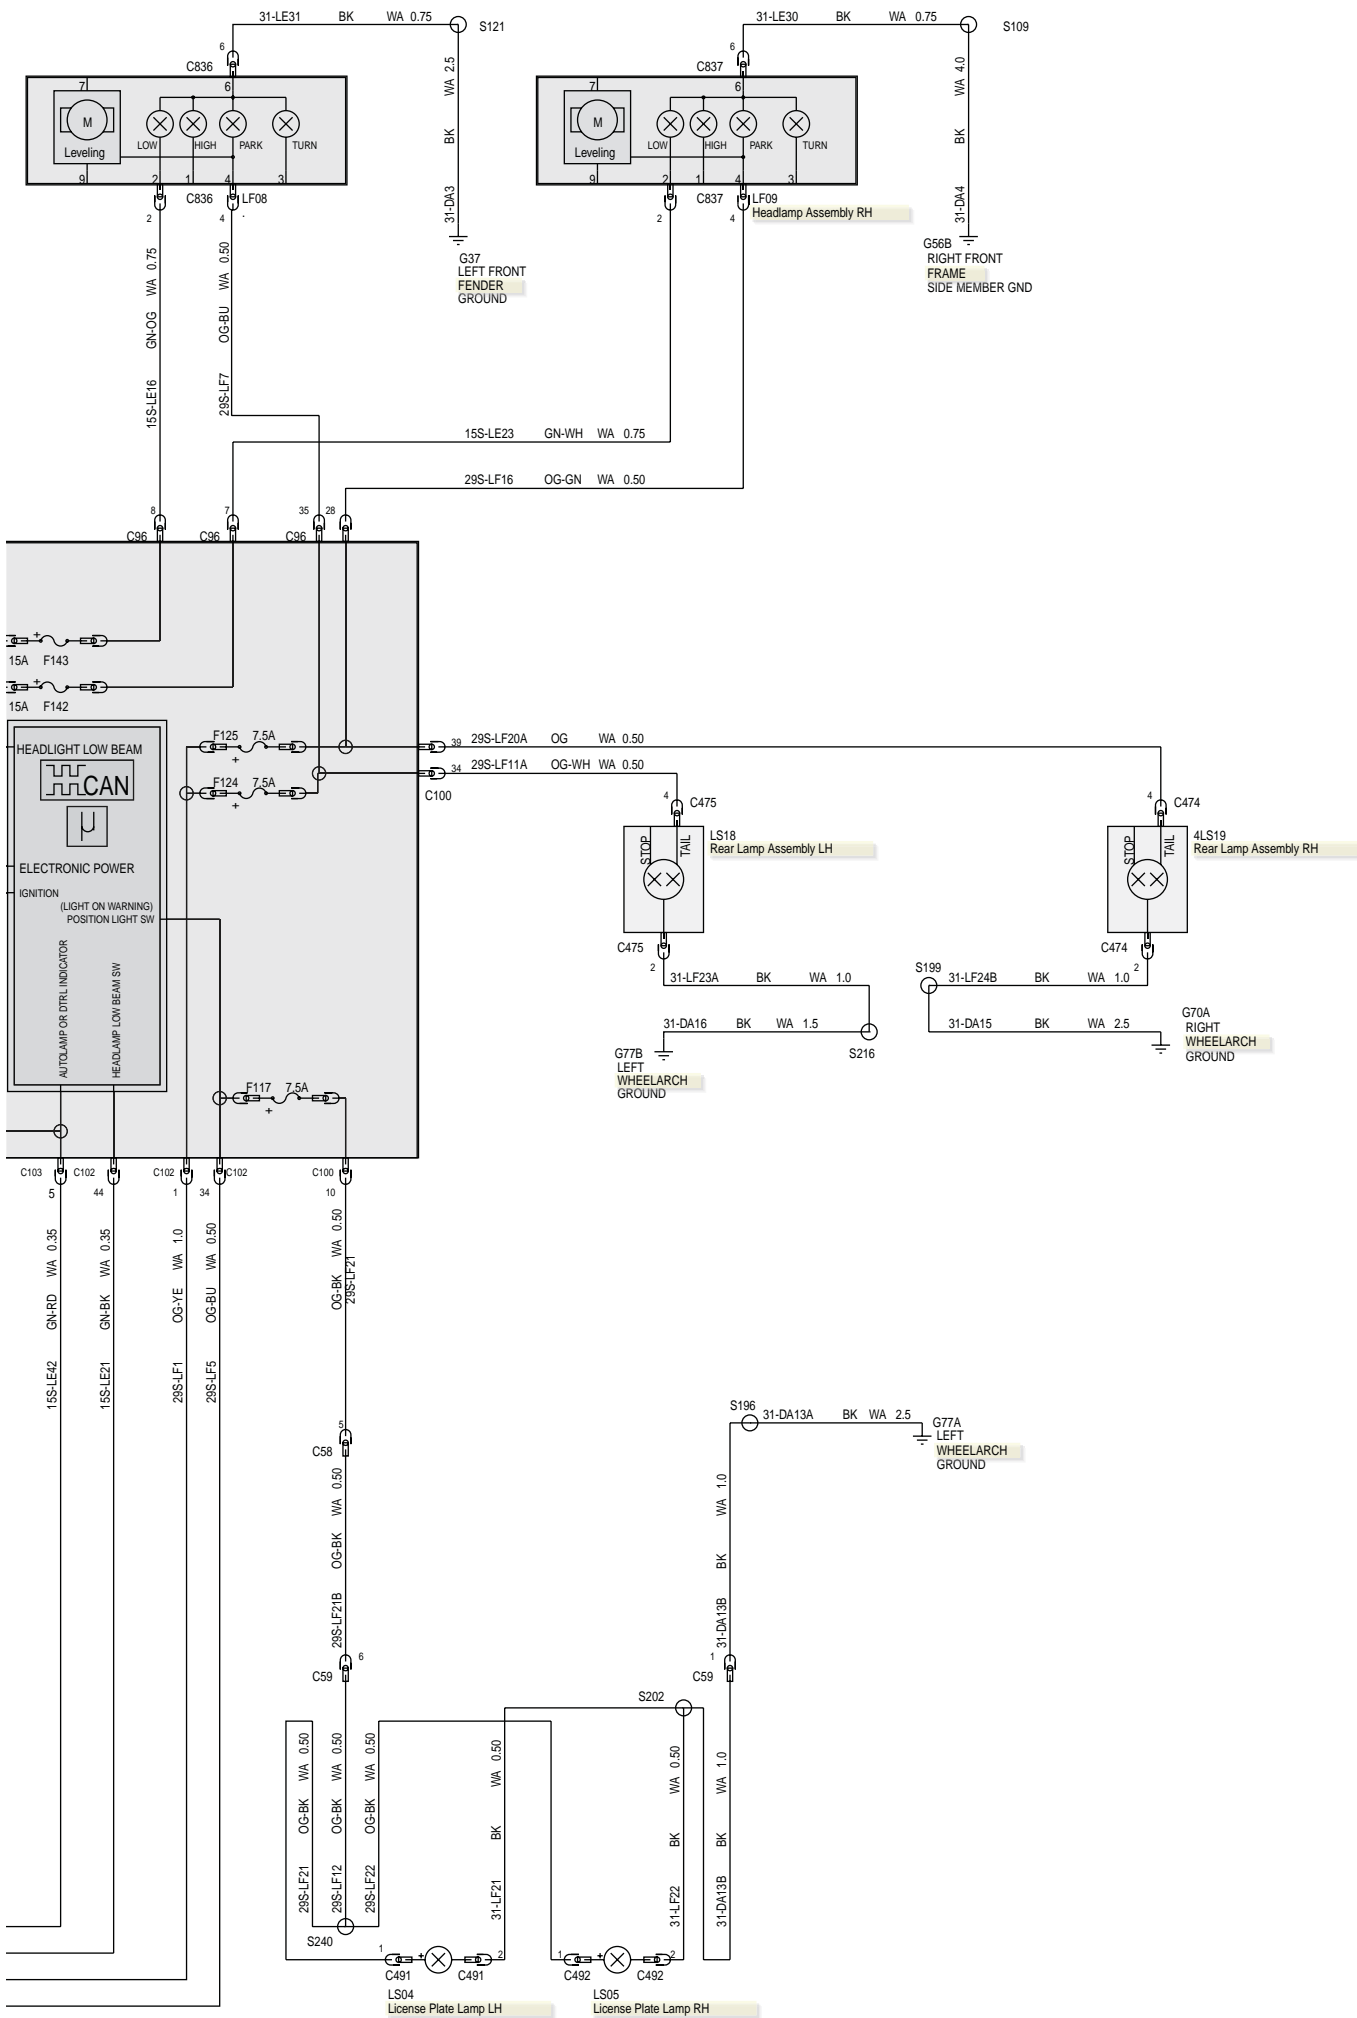 31-LE31 BK WA 0.75
S121
31-LE30 BK WA 0.75
S109
6
C836
6
C837
7
6
M
Leveling
LOW
HIGH
PARK
TURN
9
2
1
4
3
7
6
M
Leveling
LOW
HIGH
PARK
TURN
9
2
1
4
3
C836
LF08
.
2
4
C837
LF09
Headlamp Assembly RH
2
4
31-DA3 BK WA 2.5
G37
LEFT FRONT
FENDER
GROUND
31-DA4 BK WA 4.0
G56B
RIGHT FRONT
FRAME
SIDE MEMBER GND
15S-LE16 GN-OG WA 0.75
29S-LF7 OG-BU WA 0.50
15S-LE23 GN-WH WA 0.75
29S-LF16 OG-GN WA 0.50
8
7
35
28
C96
C96
C96
+
15A F143
+
15A F142
F125 7.5A
+
F124 7.5A
+
39
29S-LF20A OG WA 0.50
34
29S-LF11A OG-WH WA 0.50
C100
HEADLIGHT LOW BEAM
CAN
μ
ELECTRONIC POWER
IGNITION
(LIGHT ON WARNING)
POSITION LIGHT SW
AUTOLAMP OR DTRL INDICATOR
HEADLAMP LOW BEAM SW
4
C475
STOP
TAIL
LS18
Rear Lamp Assembly LH
C475
2
31-LF23A BK WA 1.0
31-DA16 BK WA 1.5
S216
G77B
LEFT
WHEELARCH
GROUND
4
C474
STOP
TAIL
4LS19
Rear Lamp Assembly RH
C474
2
S199
31-LF24B BK WA 1.0
31-DA15 BK WA 2.5
G70A
RIGHT
WHEELARCH
GROUND
F117 7.5A
+
C103
C102
C102
C102
C100
5
44
1
34
10
15S-LE42 GN-RD WA 0.35
15S-LE21 GN-BK WA 0.35
29S-LF1 OG-YE WA 1.0
29S-LF5 OG-BU WA 0.50
OG-BK WA 0.50
29S-LF21
5
C58
29S-LF21B OG-BK WA 0.50
6
C59
S196
31-DA13A BK WA 2.5
G77A
LEFT
WHEELARCH
GROUND
31-DA13B BK WA 1.0
1
C59
S202
29S-LF21 OG-BK WA 0.50
29S-LF12 OG-BK WA 0.50
29S-LF22 OG-BK WA 0.50
31-LF21 BK WA 0.50
31-LF22 BK WA 0.50
31-DA13B BK WA 1.0
S240
1
+
2
C491
C491
LS04
License Plate Lamp LH
1
+
2
C492
C492
LS05
License Plate Lamp RH